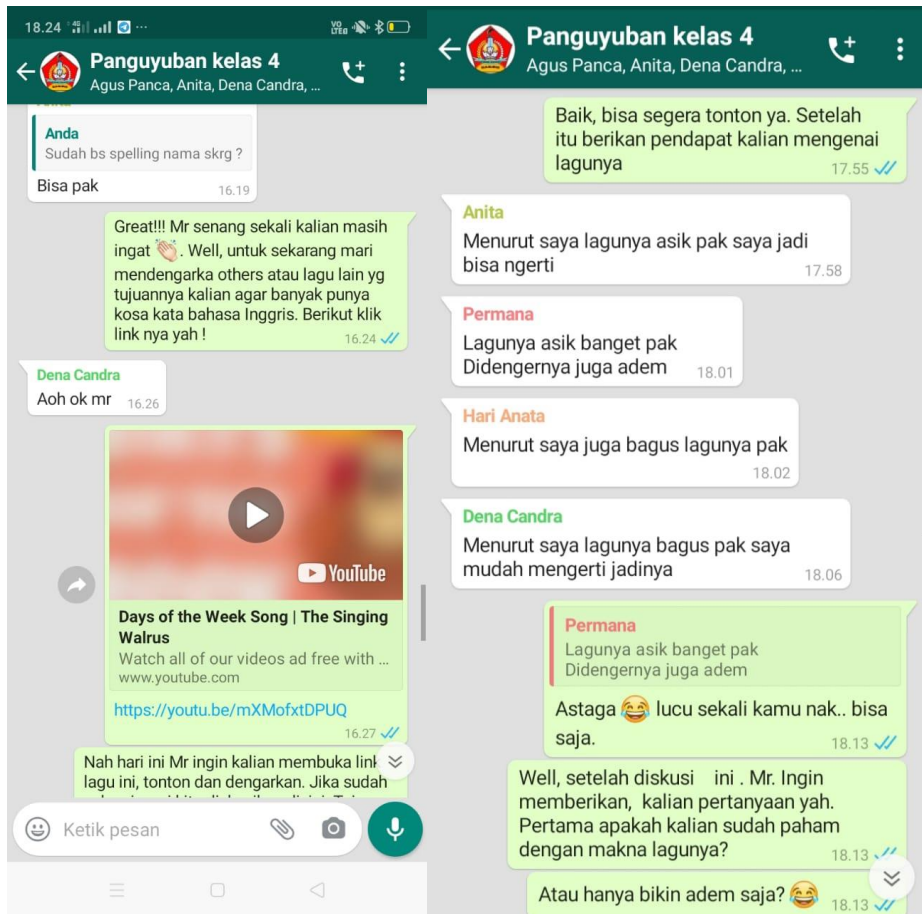 18.24
Panguyuban kelas 4
Agus Panca, Anita, Dena Candra, ...
Anda
Sudah bs spelling nama skrg ?
Bisa pak
16.19
Great!!! Mr senang sekali kalian masih
ingat 👏🏻. Well, untuk sekarang mari
mendengarka others atau lagu lain yg
tujuannya kalian agar banyak punya
kosa kata bahasa Inggris. Berikut klik
link nya yah !
16.24
Dena Candra
Aoh ok mr
16.26
YouTube
Days of the Week Song | The Singing
Walrus
Watch all of our videos ad free with ...
www.youtube.com
https://youtu.be/mXMofxtDPUQ
16.27
Nah hari ini Mr ingin kalian membuka link
lagu ini, tonton dan dengarkan. Jika sudah
Ketik pesan
Panguyuban kelas 4
Agus Panca, Anita, Dena Candra, ...
Baik, bisa segera tonton ya. Setelah
itu berikan pendapat kalian mengenai
lagunya
17.55
Anita
Menurut saya lagunya asik pak saya jadi
bisa ngerti
17.58
Permana
Lagunya asik banget pak
Didengernya juga adem
18.01
Hari Anata
Menurut saya juga bagus lagunya pak
18.02
Dena Candra
Menurut saya lagunya bagus pak saya
mudah mengerti jadinya
18.06
Permana
Lagunya asik banget pak
Didengernya juga adem
Astaga 😂 lucu sekali kamu nak.. bisa
saja.
18.13
Well, setelah diskusi ini . Mr. Ingin
memberikan, kalian pertanyaan yah.
Pertama apakah kalian sudah paham
dengan makna lagunya?
18.13
Atau hanya bikin adem saja? 😂
18.13